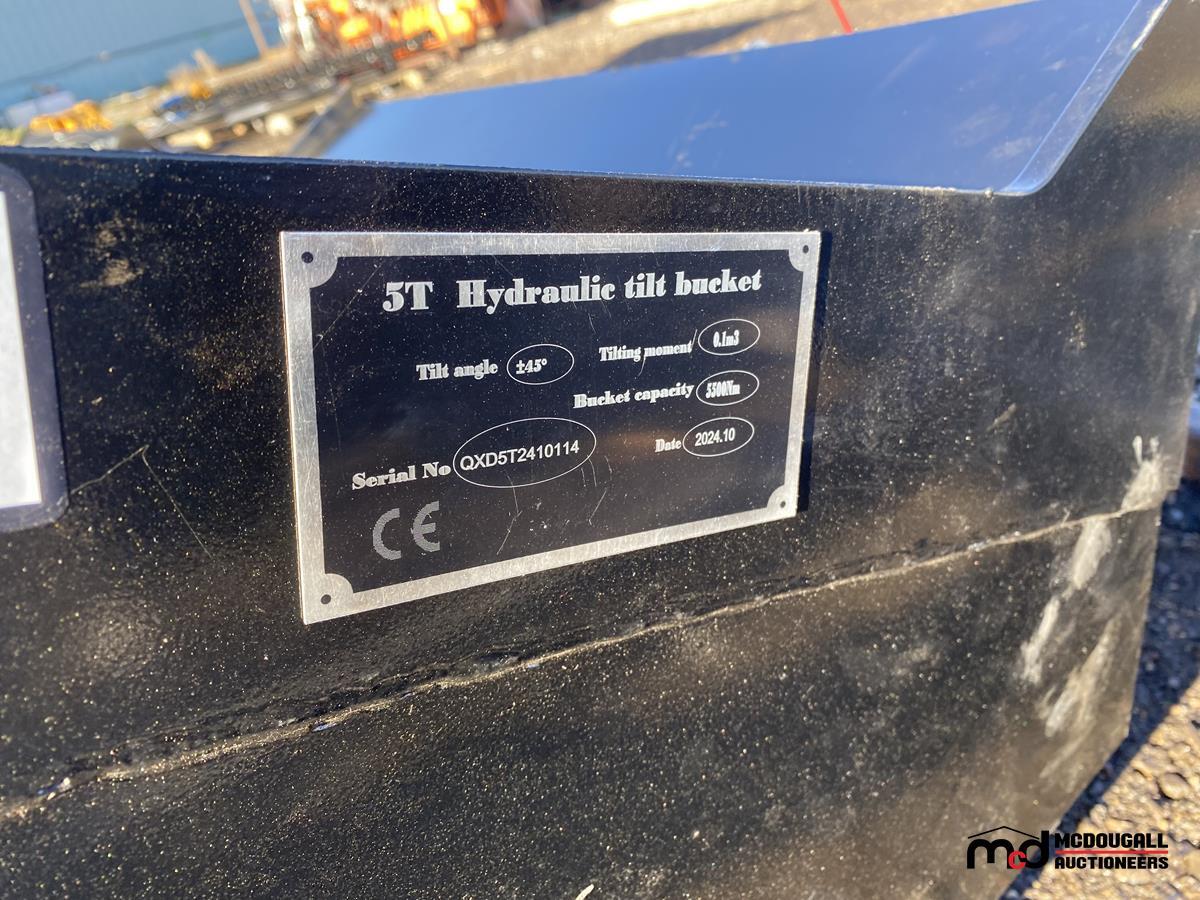 5T Hydraulic tilt bucket
Tilt angle ±45°
Tilting moment 0.1m3
Bucket capacity 5500Nm
Serial No QXD5T2410114
Date 2024.10
CE
mcd MCDOUGALL
AUCTIONEERS